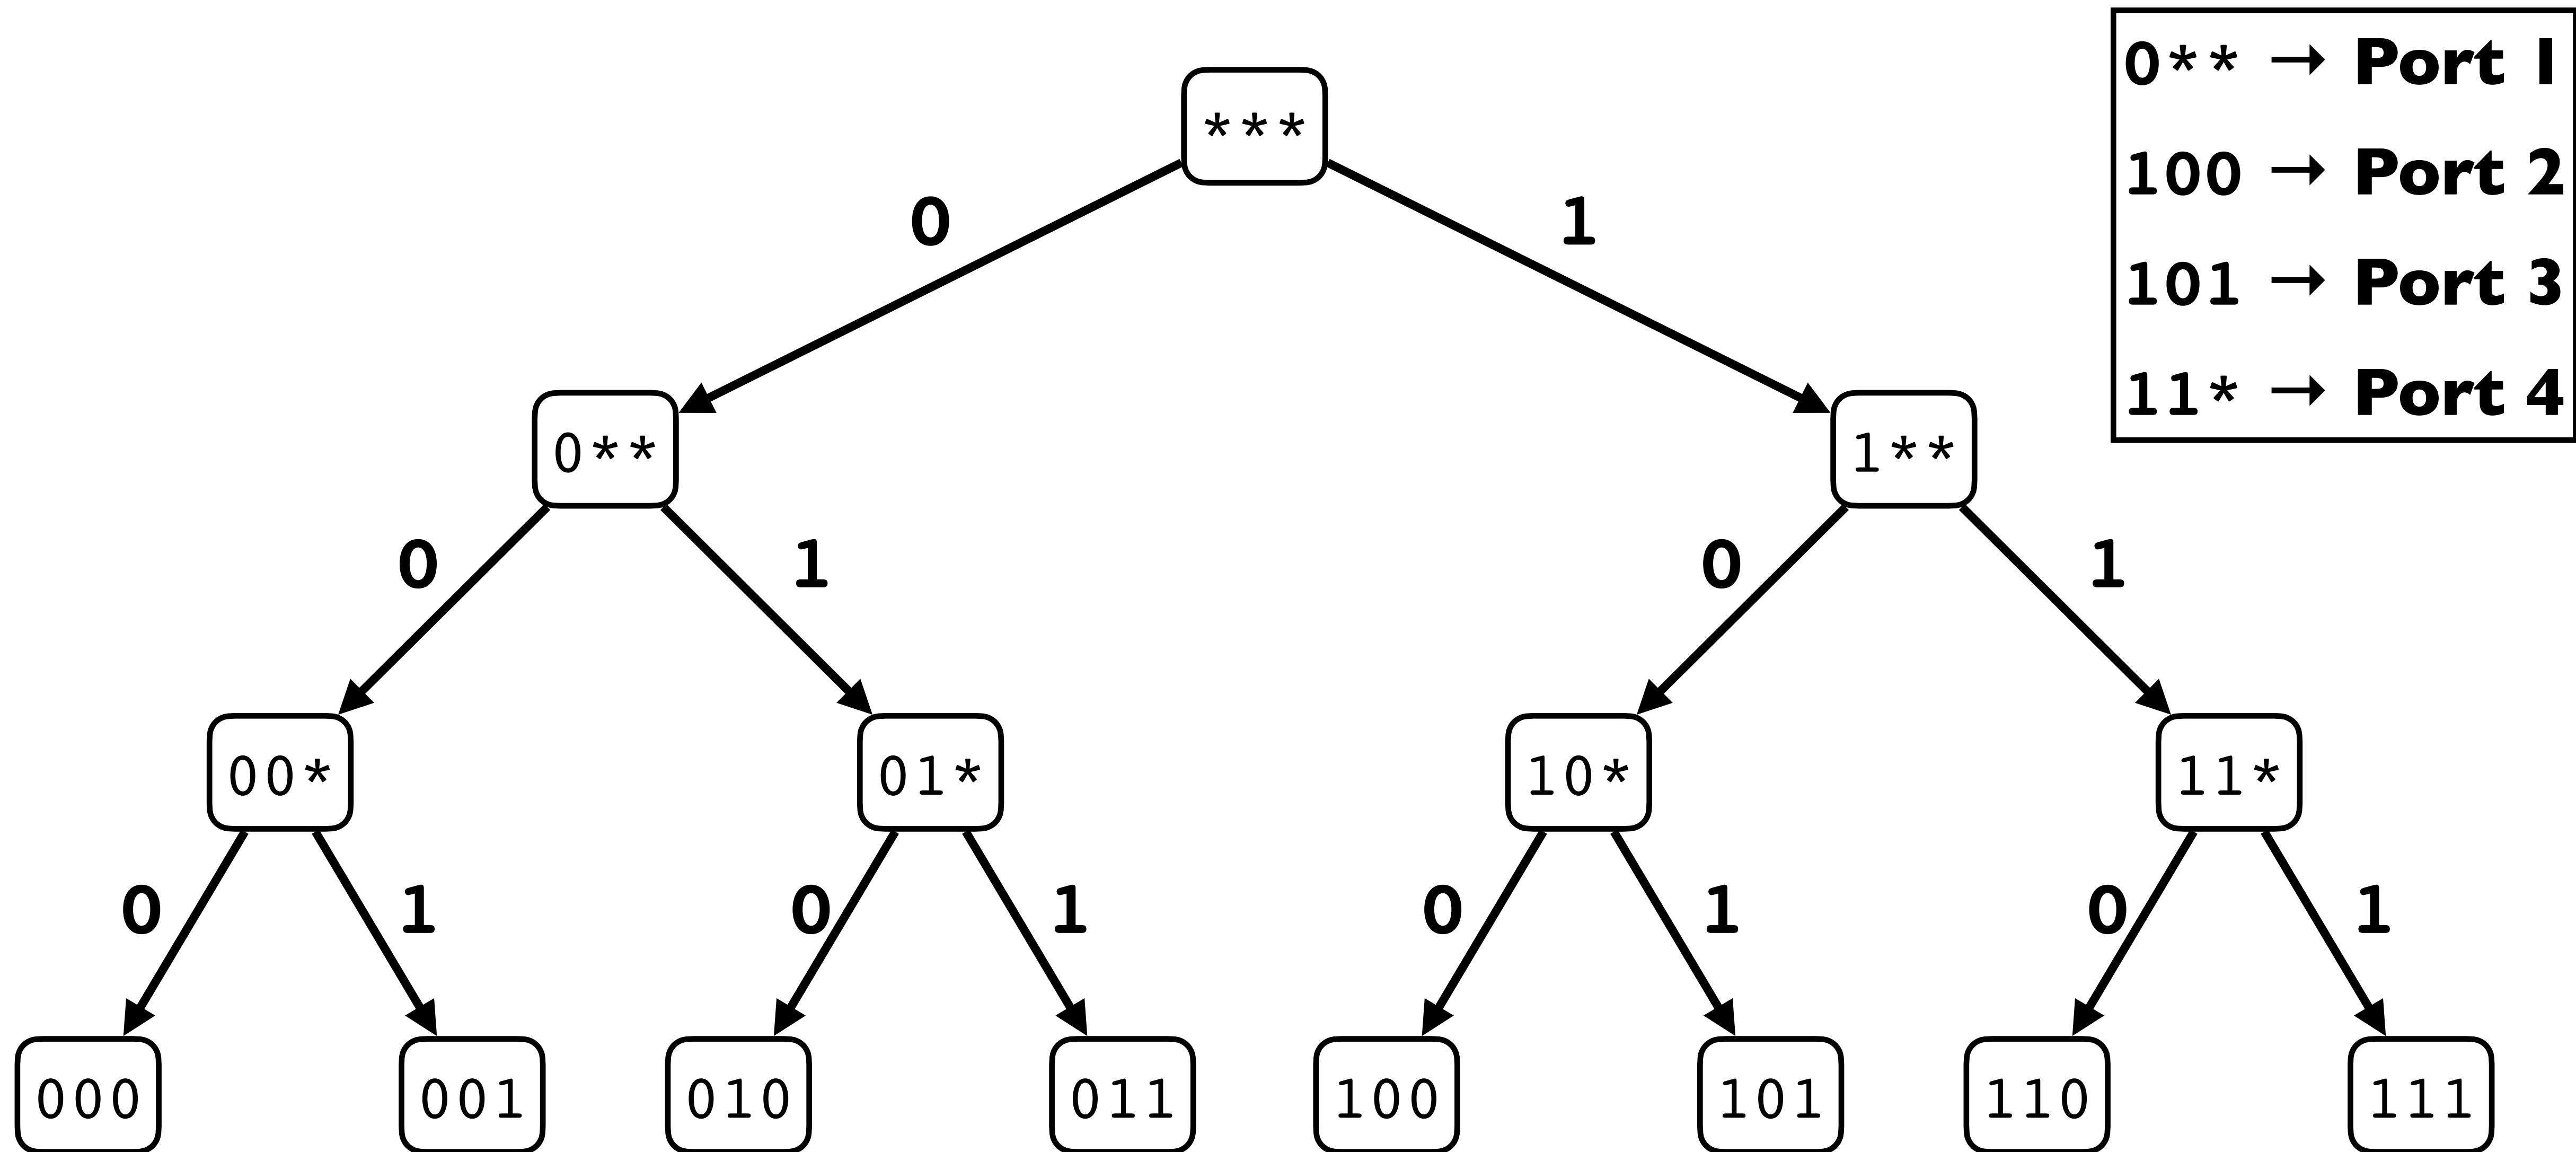 0** → Port 1
100 → Port 2
101 → Port 3
11* → Port 4
***
0 1
0** 1**
0 1 0 1
00* 01* 10* 11*
0 1 0 1 0 1 0 1
000 001 010 011 100 101 110 111